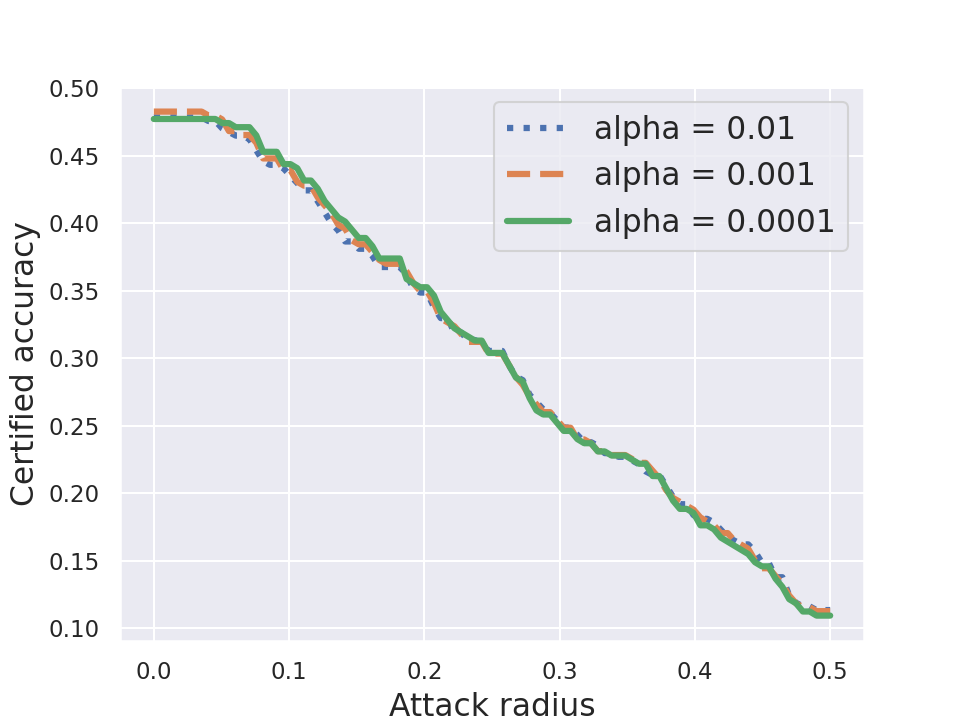 0.50
0.45
0.40
0.35
0.30
0.25
0.20
0.15
0.10
Certified accuracy
alpha = 0.01
alpha = 0.001
alpha = 0.0001
0.0 0.1 0.2 0.3 0.4 0.5
Attack radius